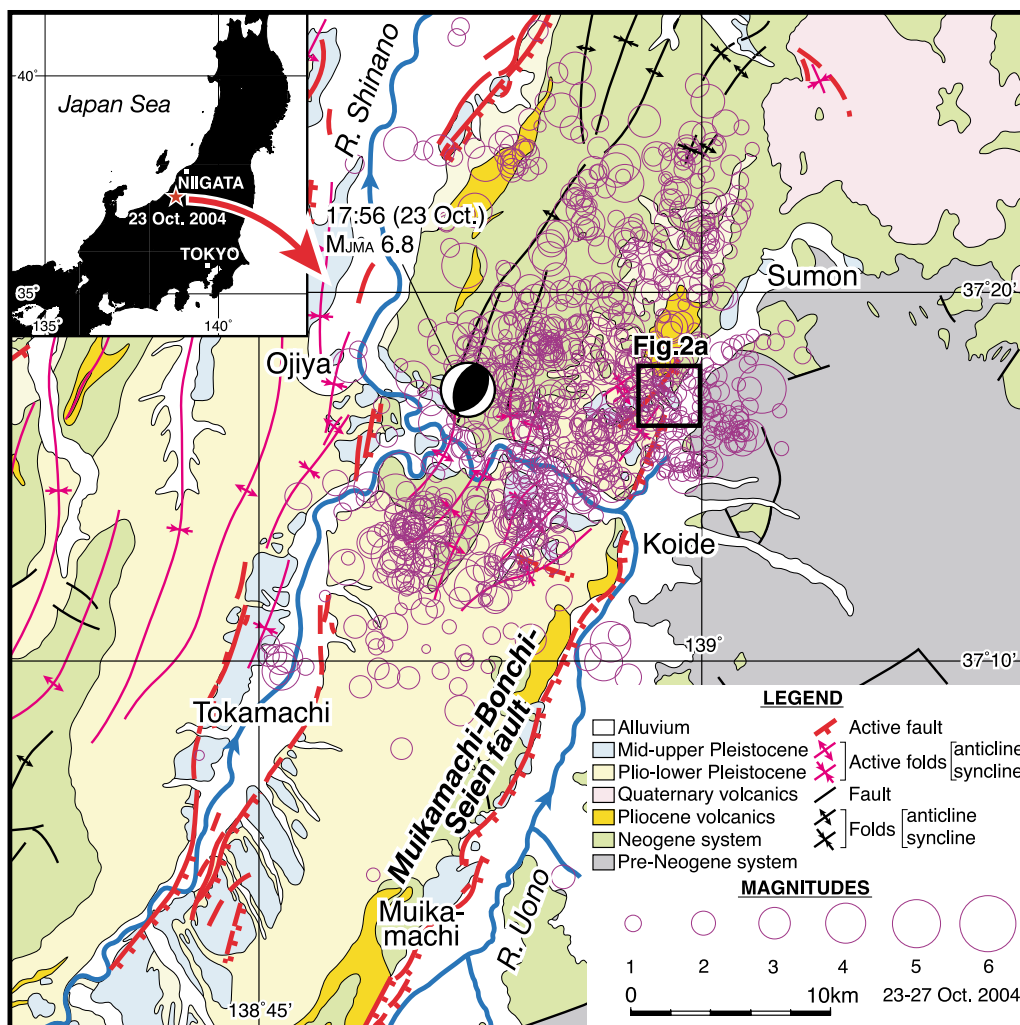 40°
Japan Sea
NIIGATA
23 Oct. 2004
TOKYO
35°
135°
140°
R. Shinano
17:56 (23 Oct.)
MJMA 6.8
Sumon
37°20'
Fig.2a
Ojiya
Koide
139°
37°10'
Tokamachi
Muikamachi-Bonchi-
Seien fault
Muika-
machi
R. Uono
138°45'
LEGEND
Alluvium
Mid-upper Pleistocene
Plio-lower Pleistocene
Quaternary volcanics
Pliocene volcanics
Neogene system
Pre-Neogene system
Active fault
Active folds [anticline
syncline
Fault
Folds [anticline
syncline
MAGNITUDES
1 2 3 4 5 6
0 10km 23-27 Oct. 2004